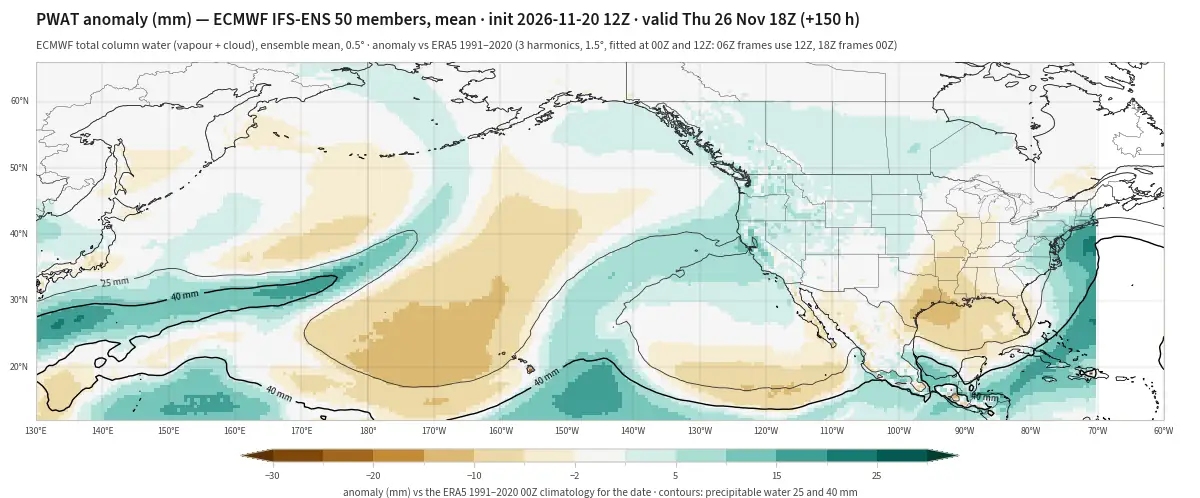 PWAT anomaly (mm) — ECMWF IFS-ENS 50 members, mean · init 2026-11-20 12Z · valid Thu 26 Nov 18Z (+150 h)
ECMWF total column water (vapour + cloud), ensemble mean, 0.5° · anomaly vs ERA5 1991–2020 (3 harmonics, 1.5°, fitted at 00Z and 12Z: 06Z frames use 12Z, 18Z frames 00Z)
60°N
50°N
40°N
30°N
20°N
25 mm
40 mm
40 mm
40 mm
40 mm
130°E 140°E 150°E 160°E 170°E 180° 170°W 160°W 150°W 140°W 130°W 120°W 110°W 100°W 90°W 80°W 70°W 60°W
−30 −20 −10 −2 5 15 25
anomaly (mm) vs the ERA5 1991–2020 00Z climatology for the date · contours: precipitable water 25 and 40 mm